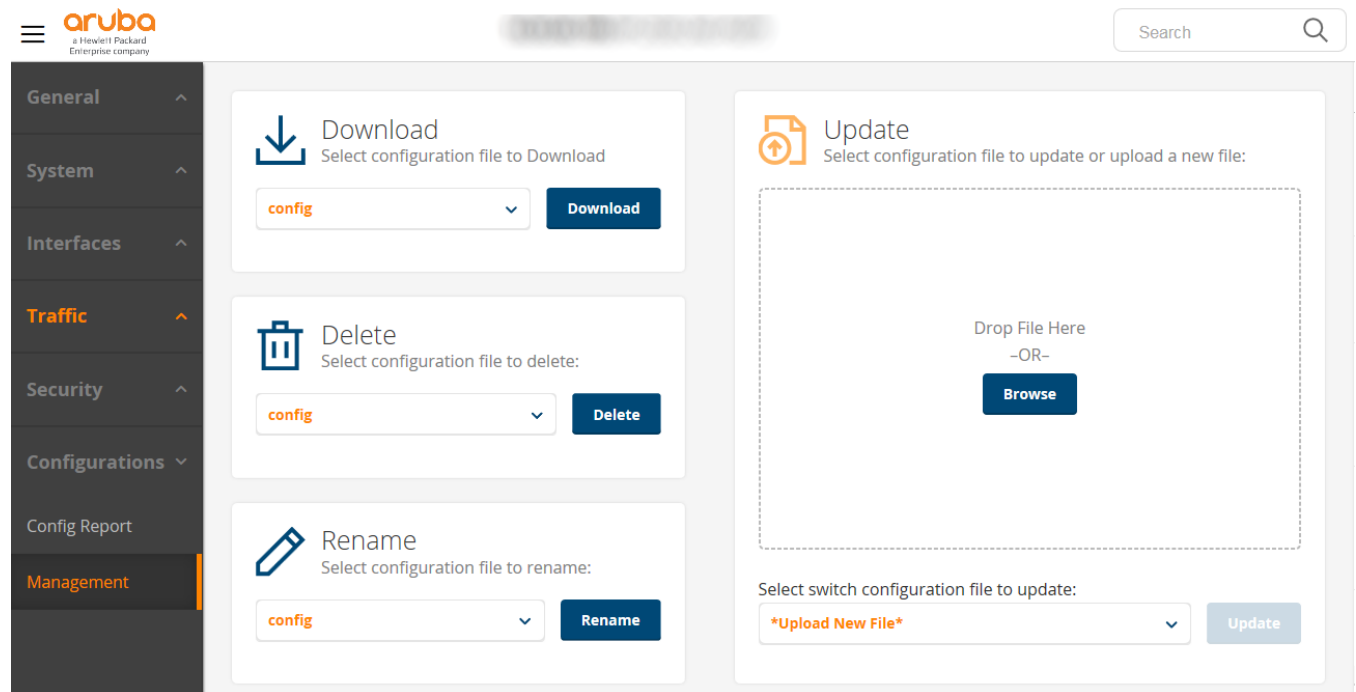 aruba
a Hewlett Packard
Enterprise company
Search
General
System
Interfaces
Traffic
Security
Configurations
Config Report
Management
Download
Select configuration file to Download
config
Download
Delete
Select configuration file to delete:
config
Delete
Rename
Select configuration file to rename:
config
Rename
Update
Select configuration file to update or upload a new file:
Drop File Here
–OR–
Browse
Select switch configuration file to update:
*Upload New File*
Update